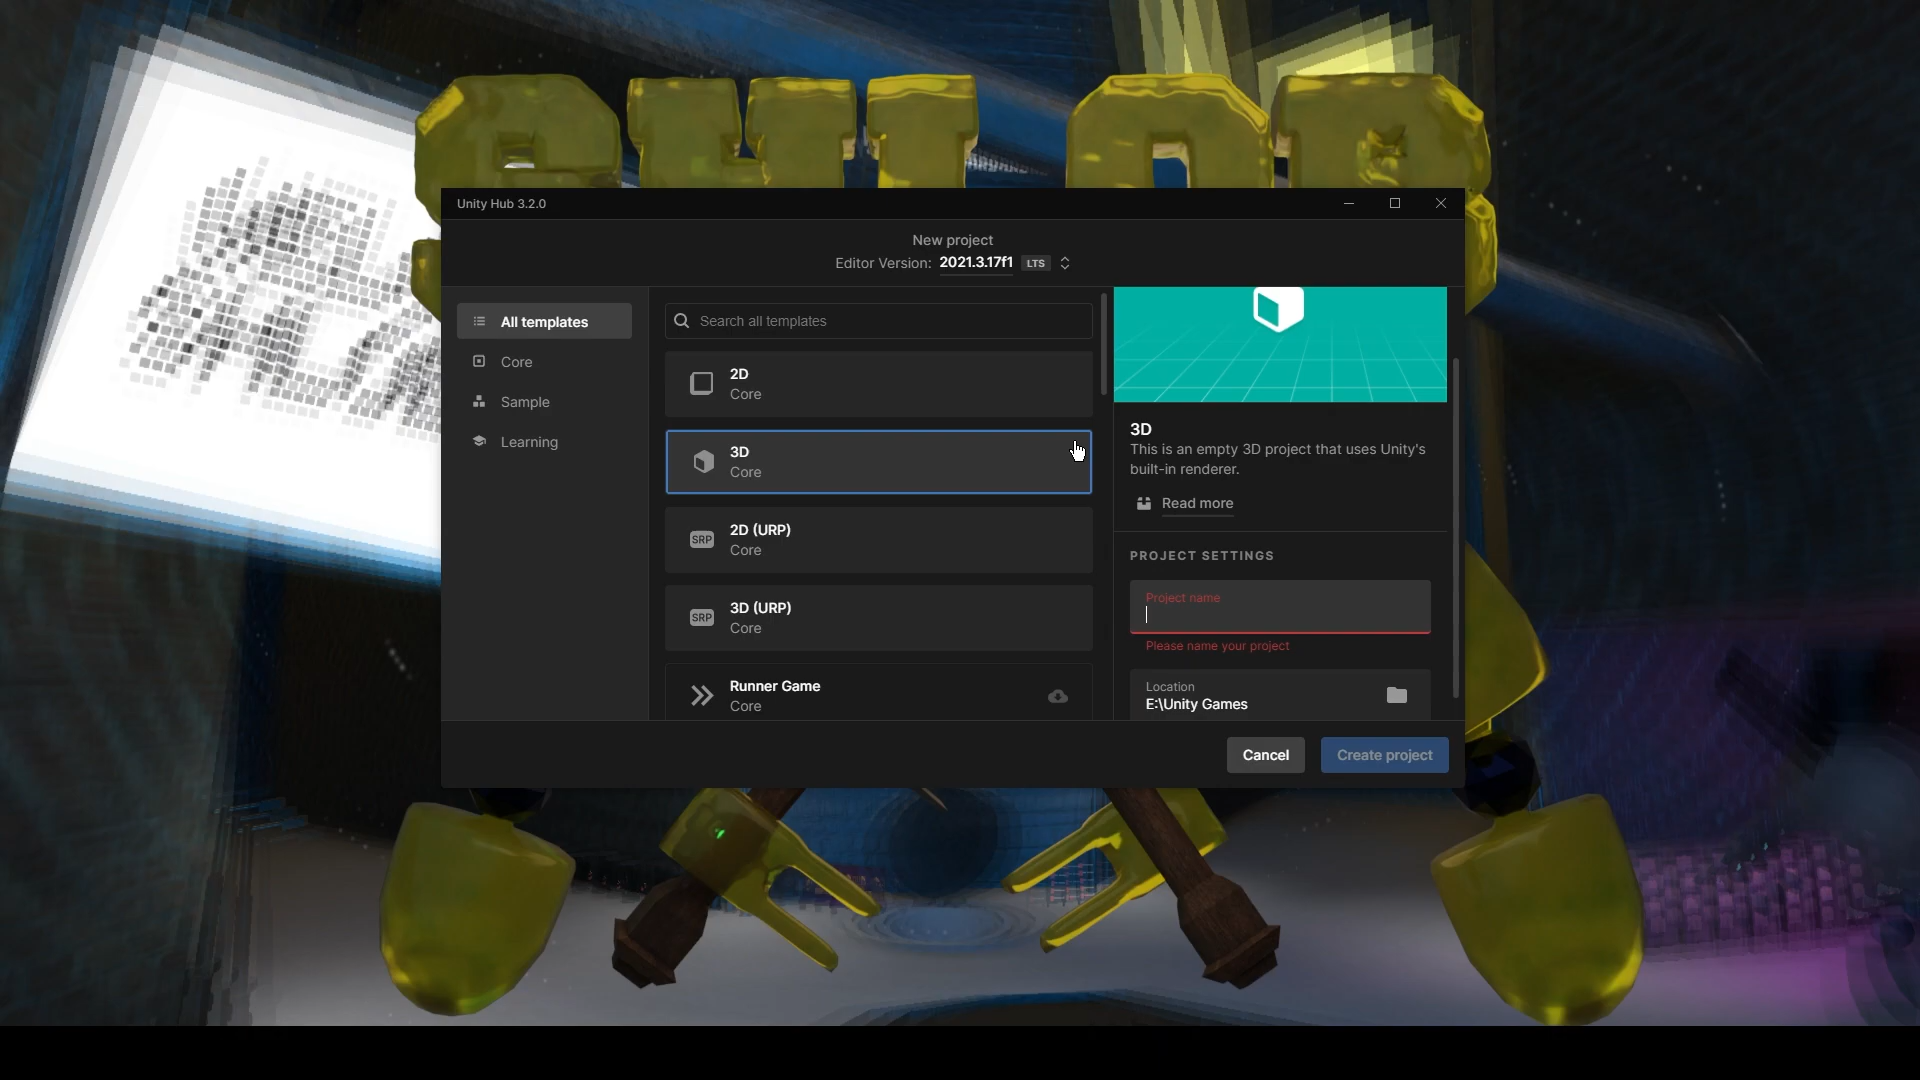 Unity Hub 3.2.0
New project
Editor Version: 2021.3.17f1 LTS
All templates
Core
Sample
Learning
Search all templates
2D
Core
3D
Core
SRP
2D (URP)
Core
SRP
3D (URP)
Core
Runner Game
Core
3D
This is an empty 3D project that uses Unity's
built-in renderer.
Read more
PROJECT SETTINGS
Project name
Please name your project
Location
E:\Unity Games
Cancel
Create project